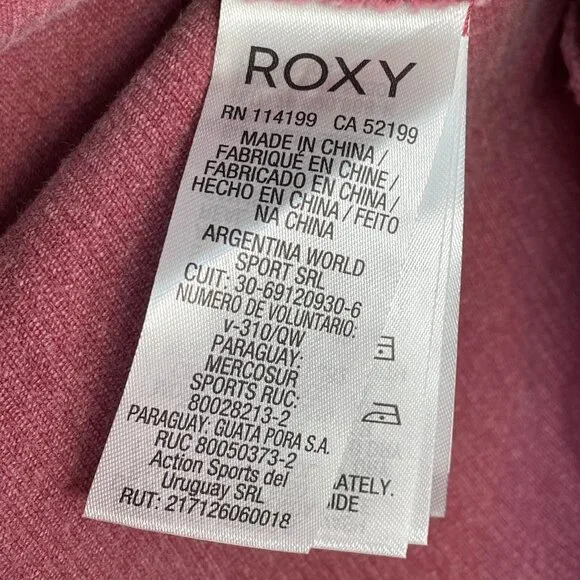 ROXY
RN 114199 CA 52199
MADE IN CHINA /
FABRIQUÉ EN CHINE /
FABRICADO EN CHINA /
HECHO EN CHINA / FEITO
NA CHINA
ARGENTINA WORLD
SPORT SRL
CUIT: 30-69120930-6
NUMERO DE VOLUNTARIO:
v-310/QW
PARAGUAY:
MERCOSUR
SPORTS RUC:
80028213-2
PARAGUAY: GUATA PORA S.A.
RUC 80050373-2
Action Sports del
Uruguay SRL
RUT: 217126060018
ATELY.
IDE